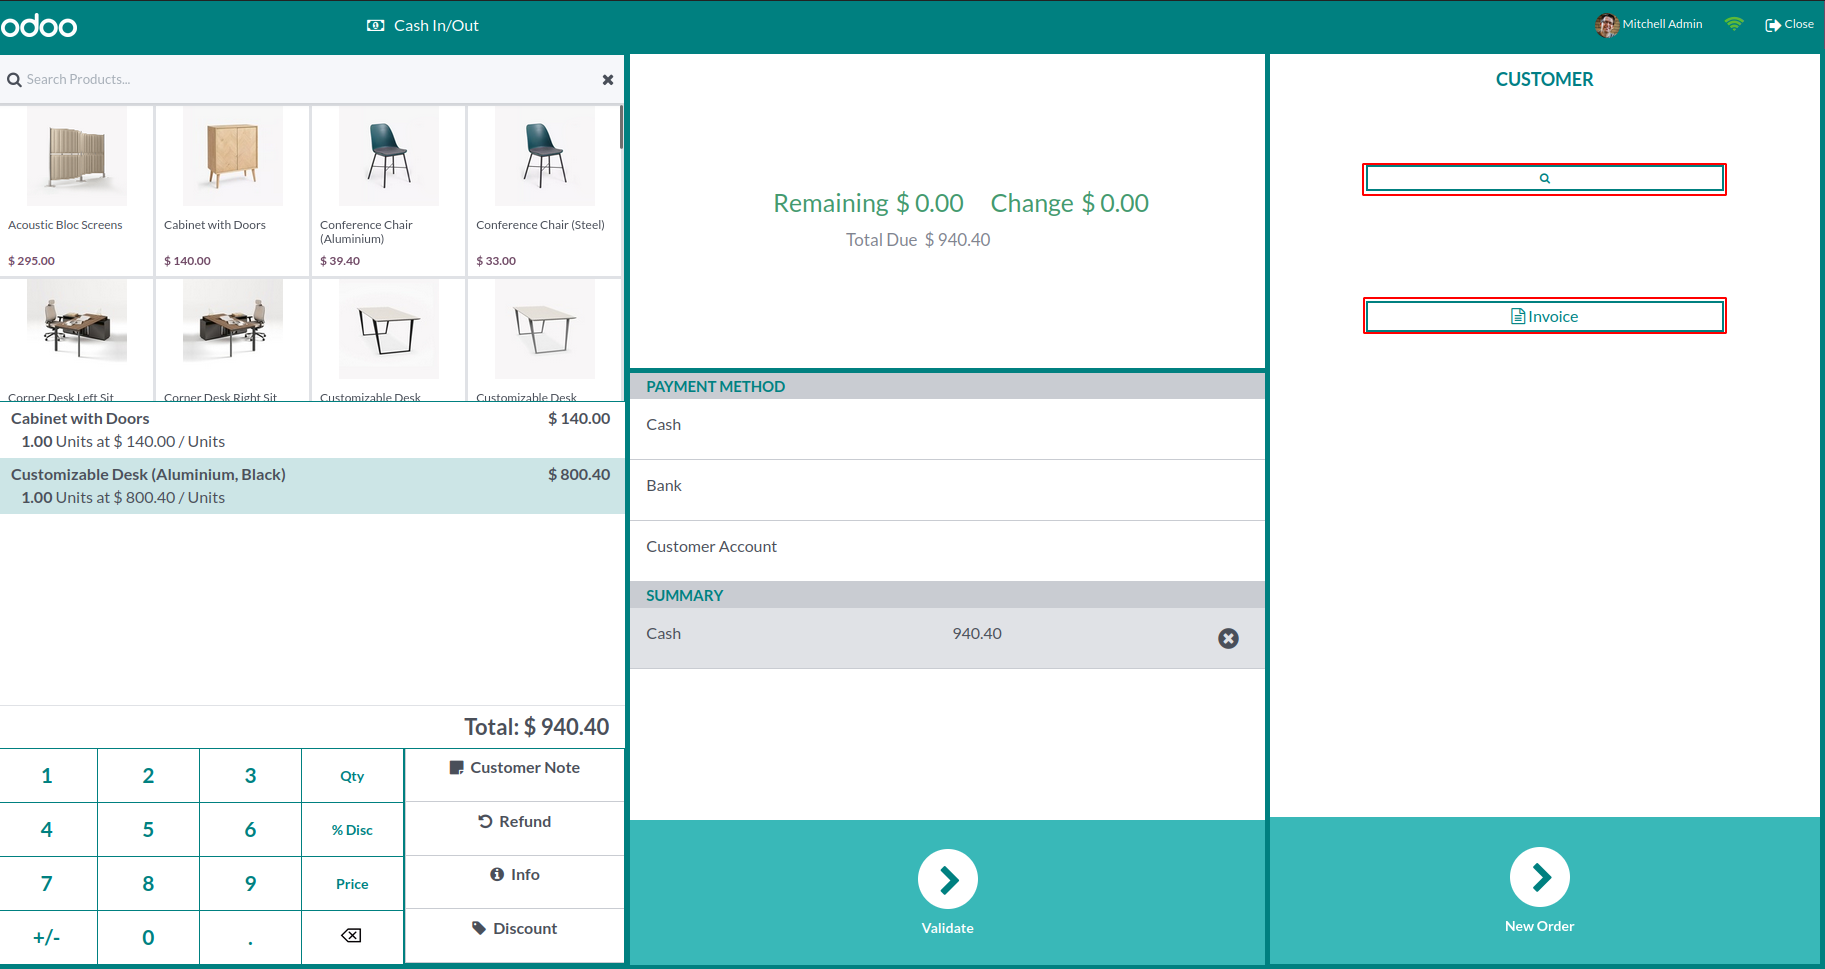 odoo
Cash In/Out
Mitchell Admin
Close
Search Products...
Acoustic Bloc Screens
$ 295.00
Cabinet with Doors
$ 140.00
Conference Chair
(Aluminium)
$ 39.40
Conference Chair (Steel)
$ 33.00
Corner Desk Left Sit
Corner Desk Right Sit
Customizable Desk
Customizable Desk
Cabinet with Doors $ 140.00
1.00 Units at $ 140.00 / Units
Customizable Desk (Aluminium, Black) $ 800.40
1.00 Units at $ 800.40 / Units
Total: $ 940.40
1 2 3 Qty
4 5 6 % Disc
7 8 9 Price
+/- 0 .
Customer Note
Refund
Info
Discount
Remaining $ 0.00 Change $ 0.00
Total Due $ 940.40
PAYMENT METHOD
Cash
Bank
Customer Account
SUMMARY
Cash 940.40
Validate
CUSTOMER
Invoice
New Order